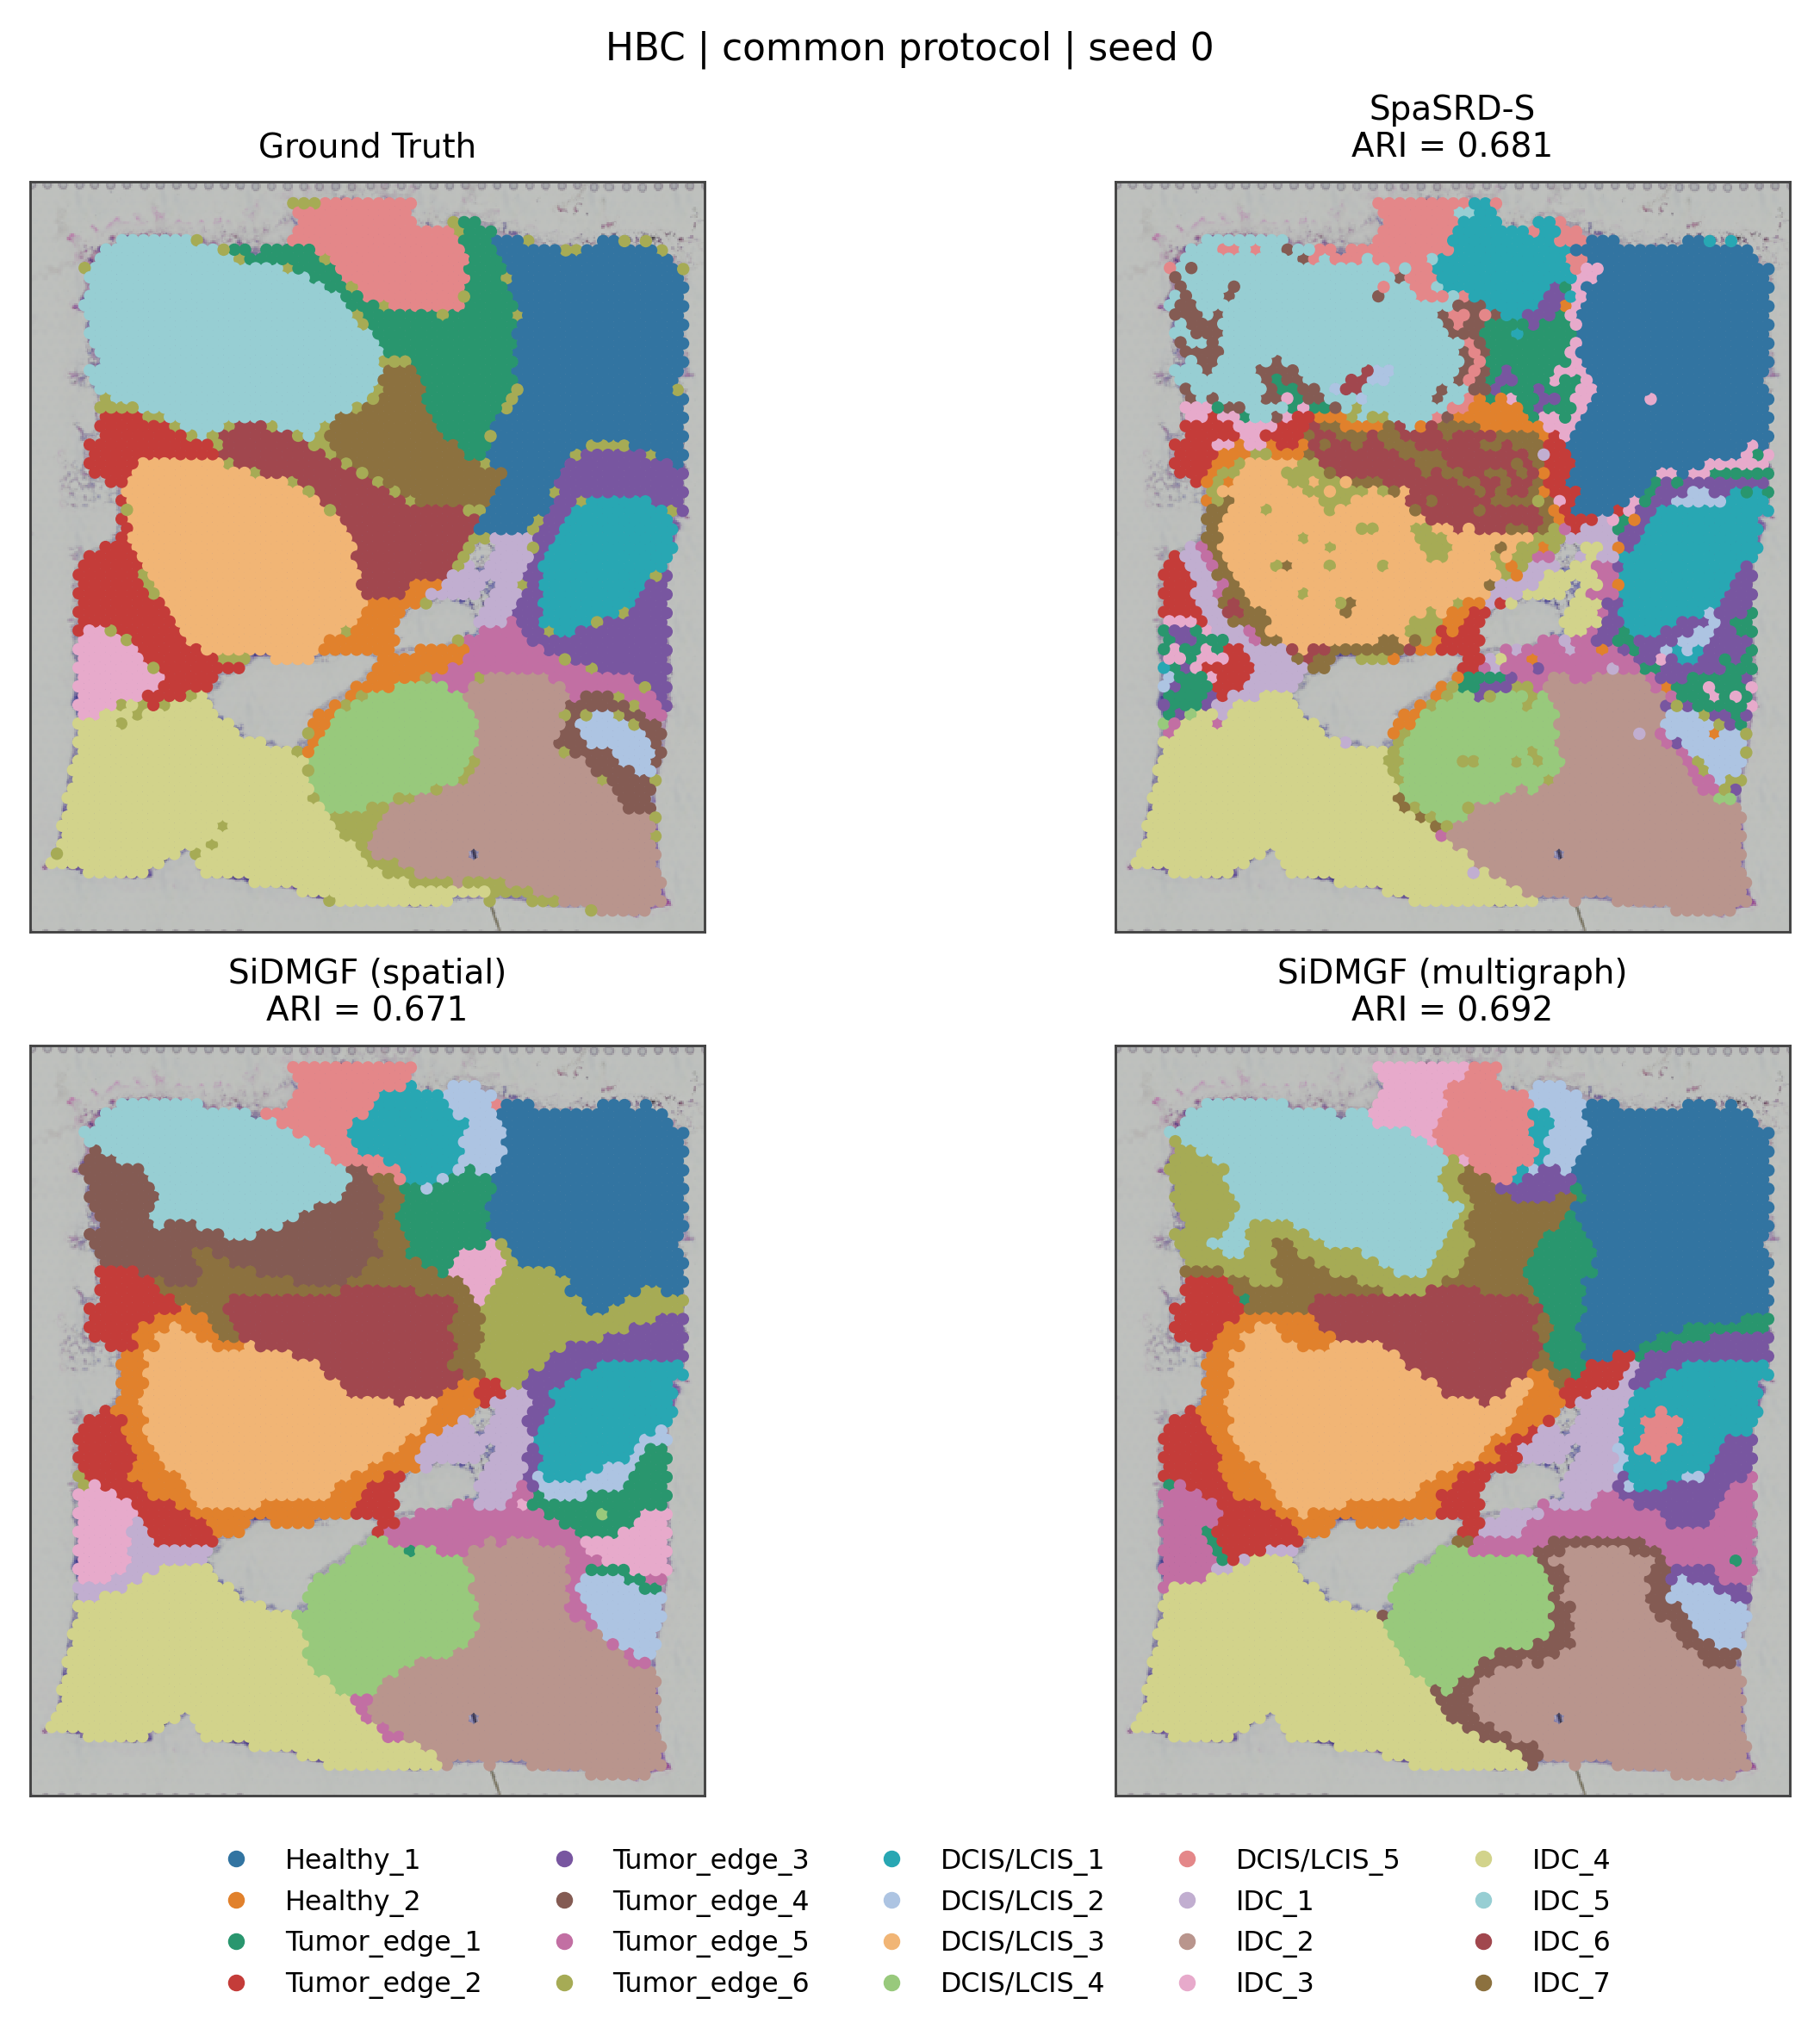 HBC | common protocol | seed 0
Ground Truth
SpaSRD-S
ARI = 0.681
SiDMGF (spatial)
ARI = 0.671
SiDMGF (multigraph)
ARI = 0.692
Healthy_1
Healthy_2
Tumor_edge_1
Tumor_edge_2
Tumor_edge_3
Tumor_edge_4
Tumor_edge_5
Tumor_edge_6
DCIS/LCIS_1
DCIS/LCIS_2
DCIS/LCIS_3
DCIS/LCIS_4
DCIS/LCIS_5
IDC_1
IDC_2
IDC_3
IDC_4
IDC_5
IDC_6
IDC_7